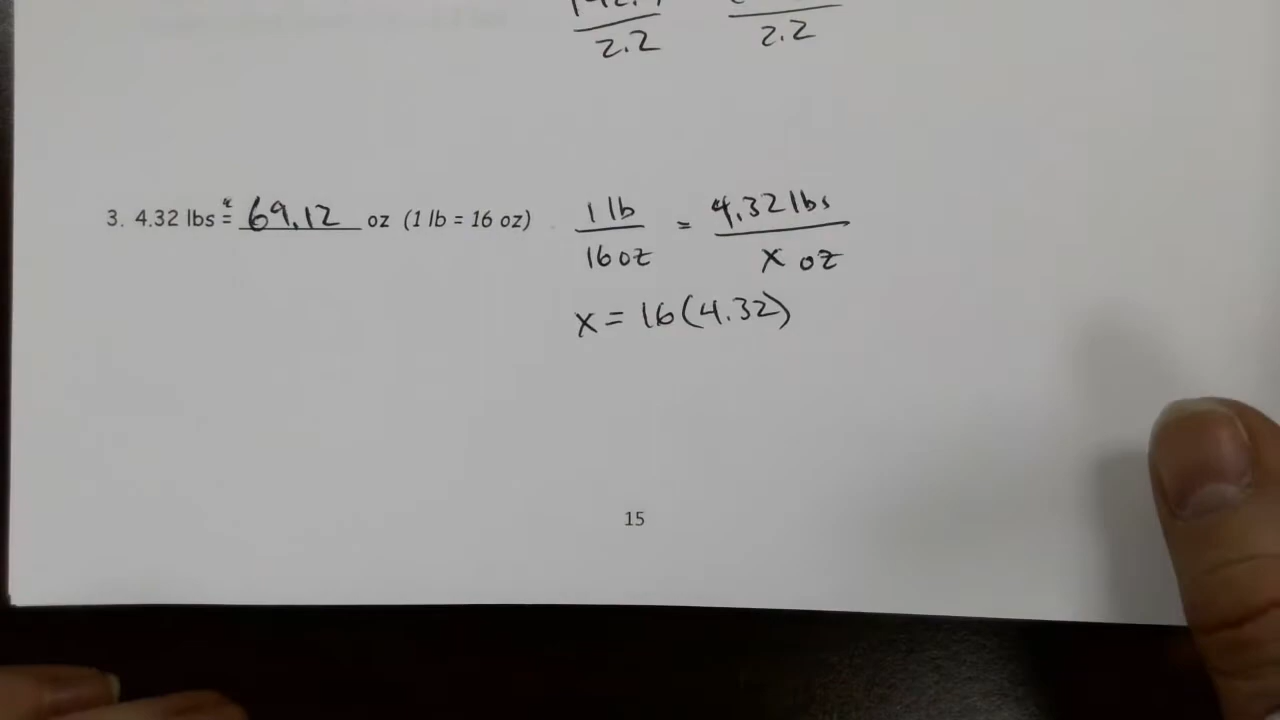 2.2 2.2
3. 4.32 lbs = 69.12 oz (1 lb = 16 oz)
1 lb = 4.32 lbs
16 oz x oz
x = 16(4.32)
15